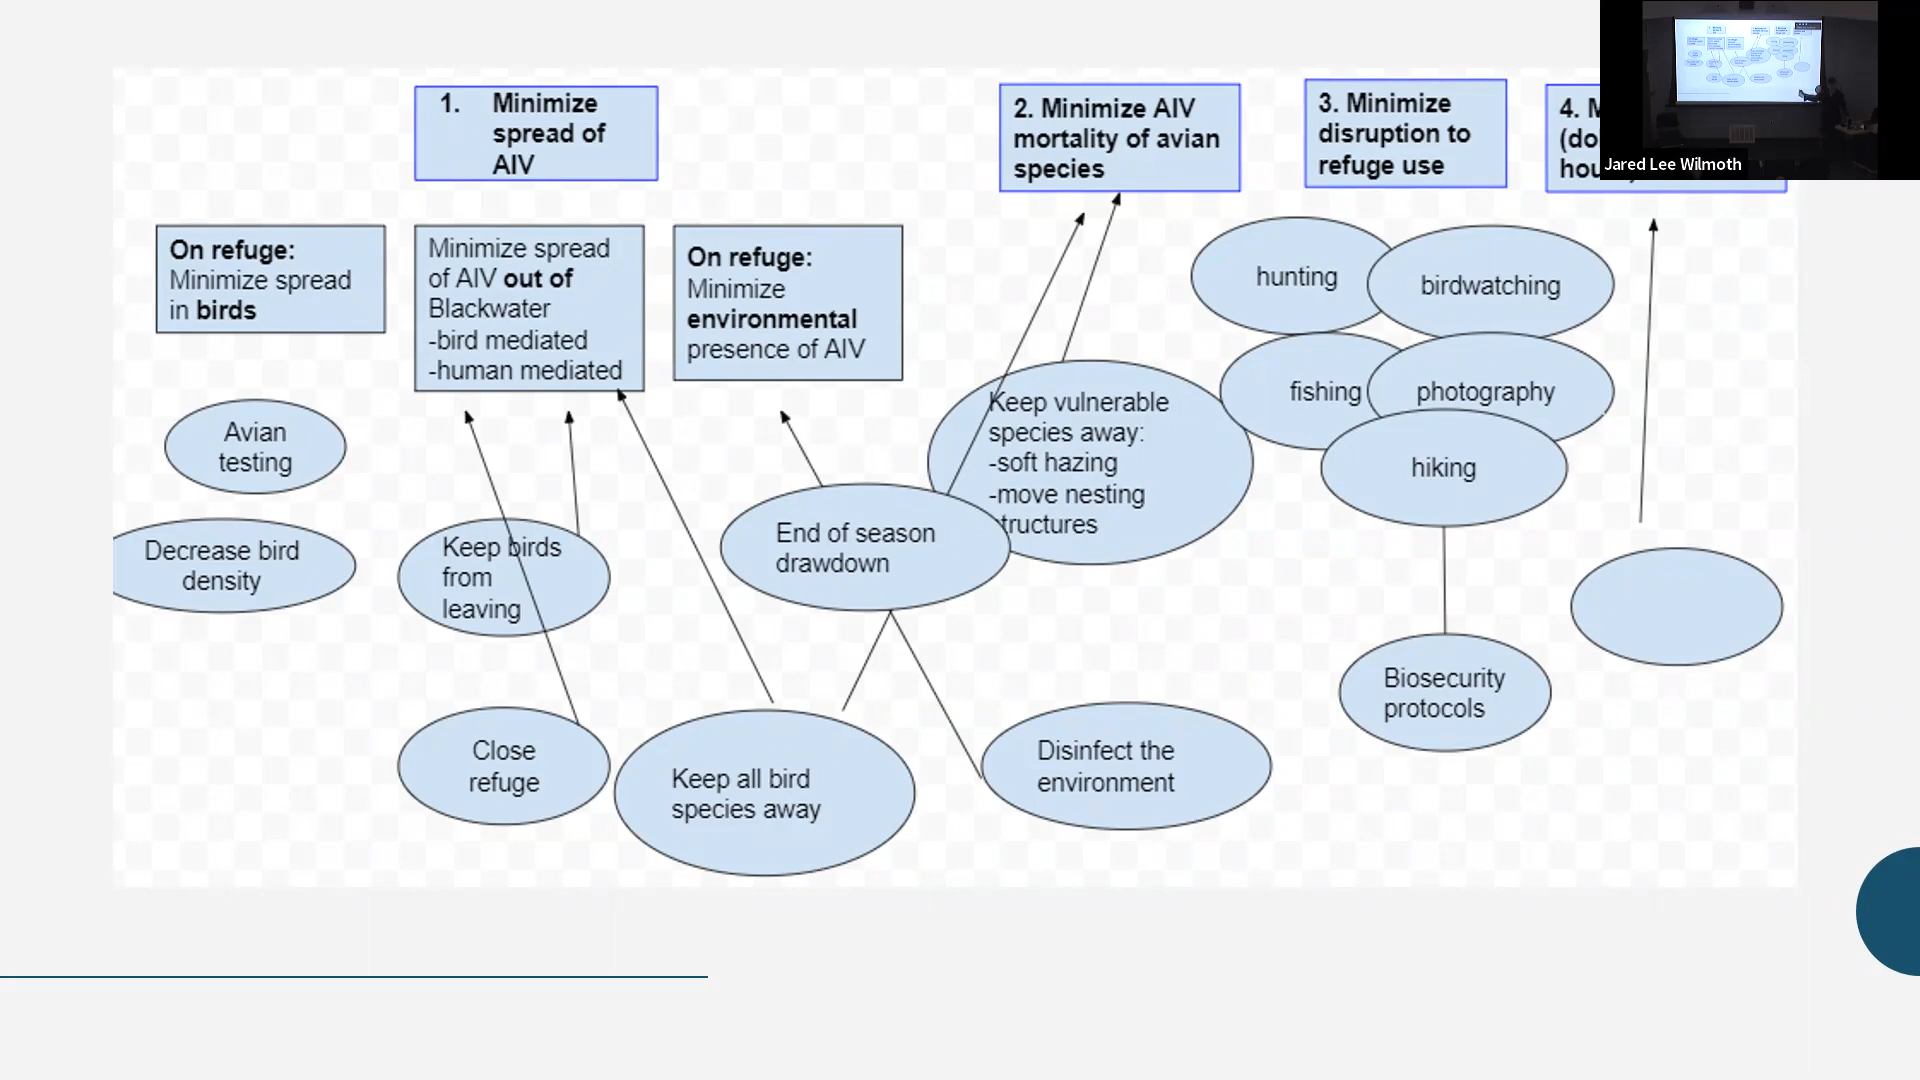 1. Minimize
spread of
AIV
2. Minimize AIV
mortality of avian
species
3. Minimize
disruption to
refuge use
4.
Jared Lee Wilmoth
On refuge:
Minimize spread
in birds
Minimize spread
of AIV out of
Blackwater
-bird mediated
-human mediated
On refuge:
Minimize
environmental
presence of AIV
hunting
birdwatching
fishing
photography
hiking
Avian
testing
Decrease bird
density
Keep birds
from
leaving
End of season
drawdown
Keep vulnerable
species away:
-soft hazing
-move nesting
tructures
Close
refuge
Keep all bird
species away
Disinfect the
environment
Biosecurity
protocols